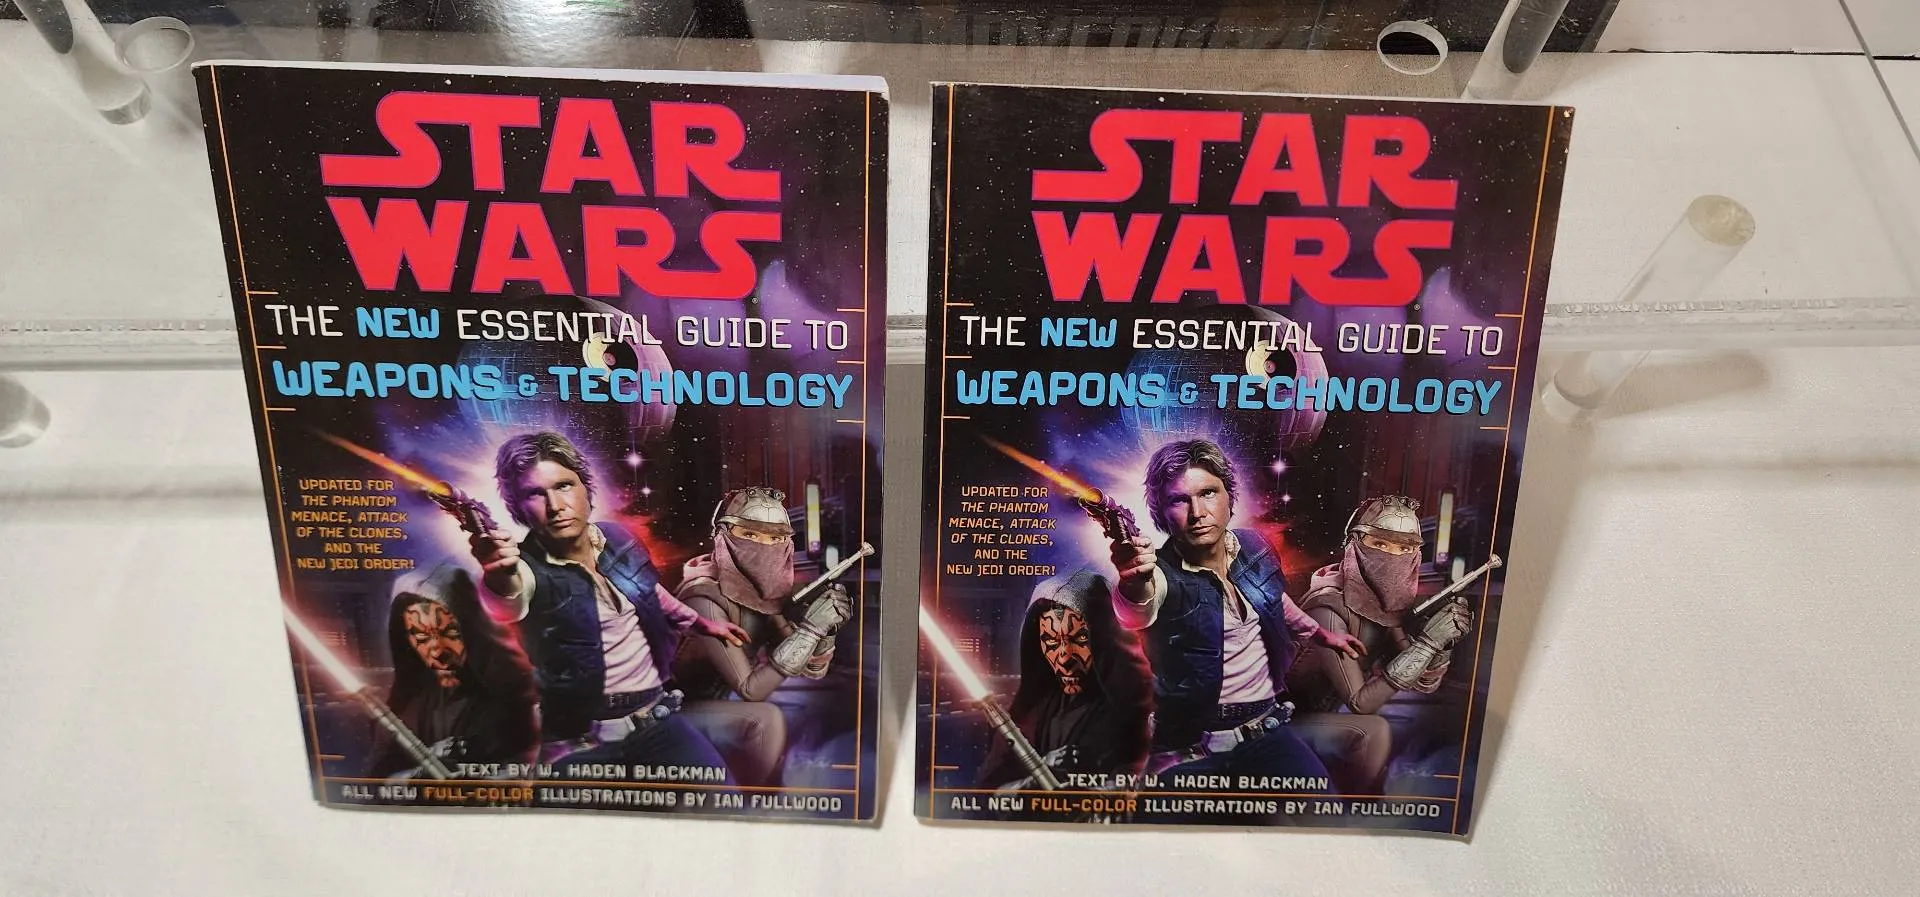 STAR
WARS
THE NEW ESSENTIAL GUIDE TO
WEAPONS & TECHNOLOGY
UPDATED FOR
THE PHANTOM
MENACE, ATTACK
OF THE CLONES,
AND THE
NEW JEDI ORDER!
TEXT BY W. HADEN BLACKMAN
ALL NEW FULL-COLOR ILLUSTRATIONS BY IAN FULLWOOD
STAR
WARS
THE NEW ESSENTIAL GUIDE TO
WEAPONS & TECHNOLOGY
UPDATED FOR
THE PHANTOM
MENACE, ATTACK
OF THE CLONES,
AND THE
NEW JEDI ORDER!
TEXT BY W. HADEN BLACKMAN
ALL NEW FULL-COLOR ILLUSTRATIONS BY IAN FULLWOOD